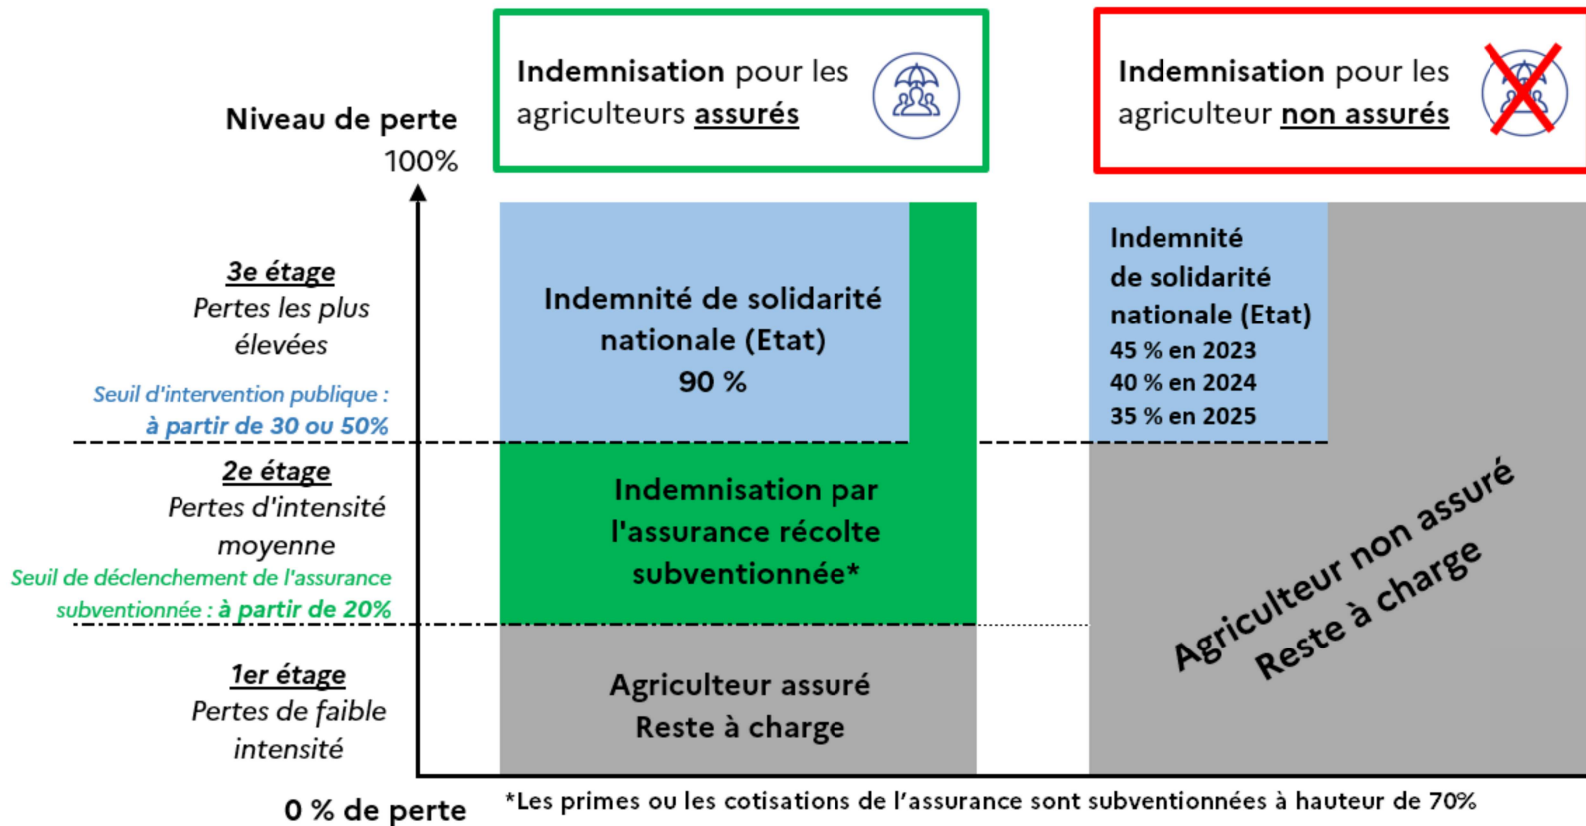 Indemnisation pour les
agriculteurs assurés
Indemnisation pour les
agriculteur non assurés
Niveau de perte
100%
3e étage
Pertes les plus
élevées
Seuil d'intervention publique :
à partir de 30 ou 50%
2e étage
Pertes d'intensité
moyenne
Seuil de déclenchement de l'assurance
subventionnée : à partir de 20%
1er étage
Pertes de faible
intensité
0 % de perte
Indemnité de solidarité
nationale (Etat)
90 %
Indemnisation par
l'assurance récolte
subventionnée*
Agriculteur assuré
Reste à charge
Indemnité
de solidarité
nationale (Etat)
45 % en 2023
40 % en 2024
35 % en 2025
Agriculteur non assuré
Reste à charge
*Les primes ou les cotisations de l'assurance sont subventionnées à hauteur de 70%